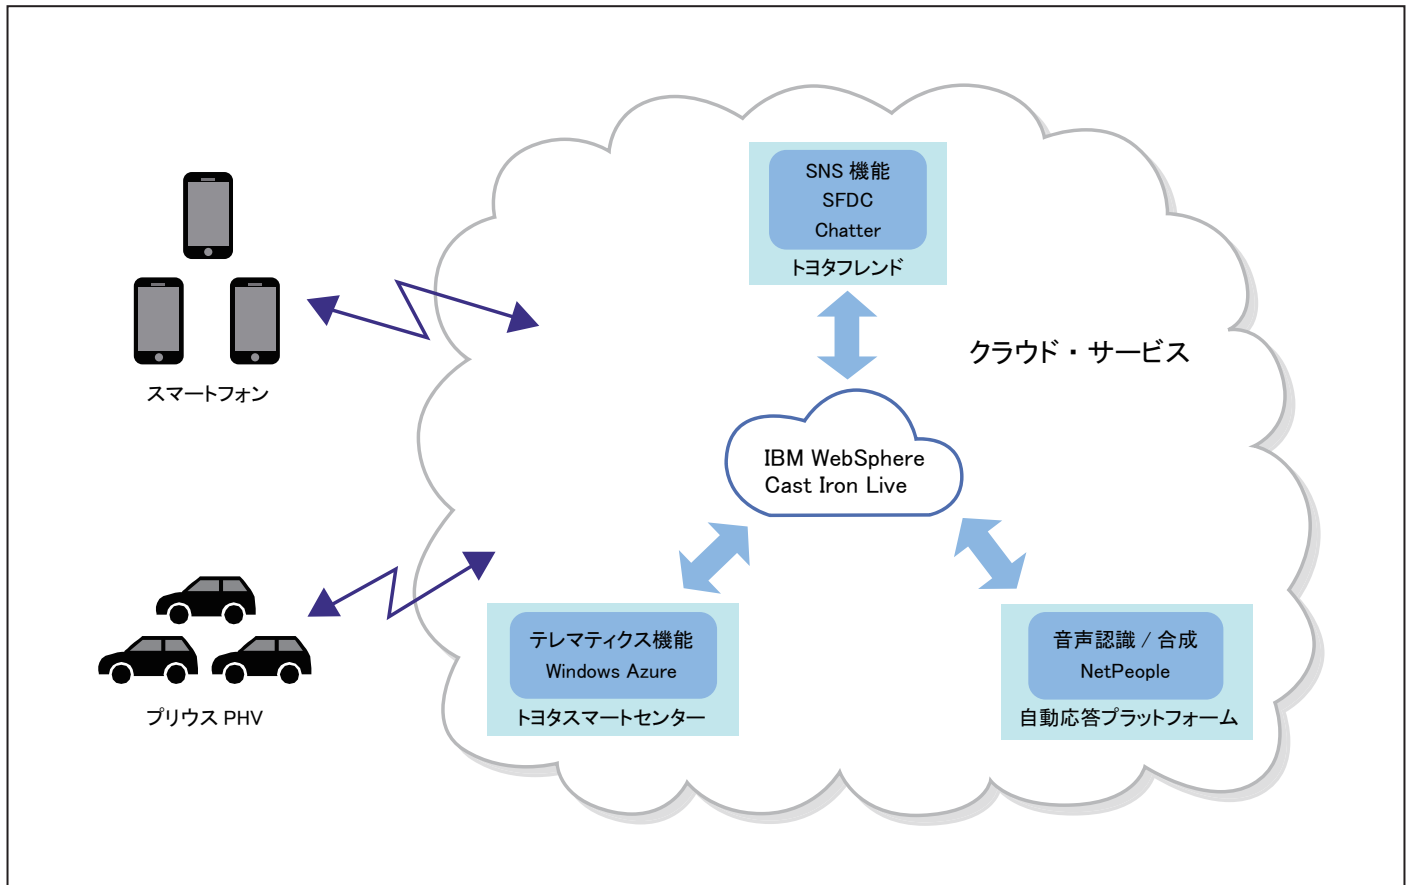 SNS 機能
SFDC
Chatter
トヨタフレンド
クラウド・サービス
スマートフォン
IBM WebSphere
Cast Iron Live
テレマティクス機能
Windows Azure
トヨタスマートセンター
音声認識 / 合成
NetPeople
自動応答プラットフォーム
プリウス PHV